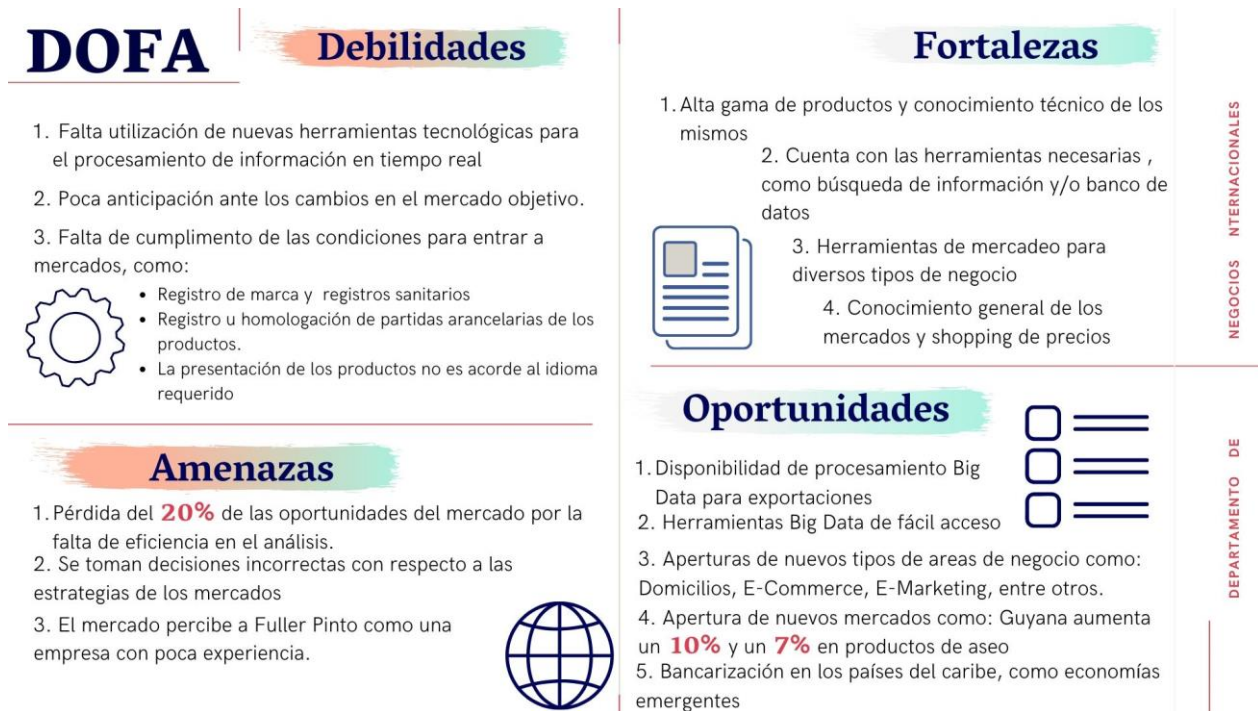 DOFA
Debilidades
1. Falta utilización de nuevas herramientas tecnológicas para
el procesamiento de información en tiempo real
2. Poca anticipación ante los cambios en el mercado objetivo.
3. Falta de cumplimento de las condiciones para entrar a
mercados, como:
• Registro de marca y registros sanitarios
• Registro u homologación de partidas arancelarias de los
productos.
• La presentación de los productos no es acorde al idioma
requerido
Amenazas
1. Pérdida del 20% de las oportunidades del mercado por la
falta de eficiencia en el análisis.
2. Se toman decisiones incorrectas con respecto a las
estrategias de los mercados
3. El mercado percibe a Fuller Pinto como una
empresa con poca experiencia.
Fortalezas
1. Alta gama de productos y conocimiento técnico de los
mismos
2. Cuenta con las herramientas necesarias ,
como búsqueda de información y/o banco de
datos
3. Herramientas de mercadeo para
diversos tipos de negocio
4. Conocimiento general de los
mercados y shopping de precios
Oportunidades
1. Disponibilidad de procesamiento Big
Data para exportaciones
2. Herramientas Big Data de fácil acceso
3. Aperturas de nuevos tipos de areas de negocio como:
Domicilios, E-Commerce, E-Marketing, entre otros.
4. Apertura de nuevos mercados como: Guyana aumenta
un 10% y un 7% en productos de aseo
5. Bancarización en los países del caribe, como economías
emergentes
DEPARTAMENTO DE NEGOCIOS NTERNACIONALES